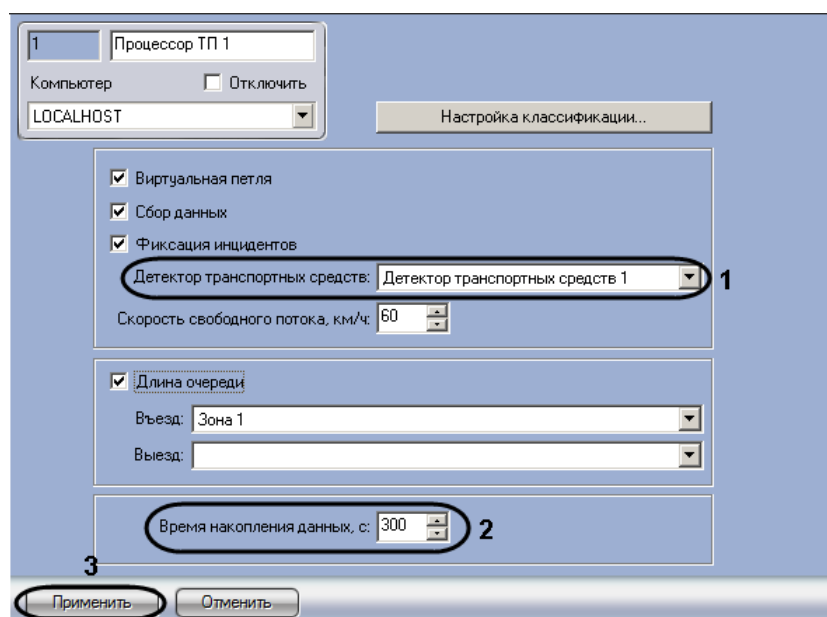 1 Процессор ТП 1
Компьютер Отключить
LOCALHOST
Настройка классификации...
Виртуальная петля
Сбор данных
Фиксация инцидентов
Детектор транспортных средств: Детектор транспортных средств 1 1
Скорость свободного потока, км/ч: 60
Длина очереди
Въезд: Зона 1
Выезд:
Время накопления данных, с: 300 2
3
Применить Отменить